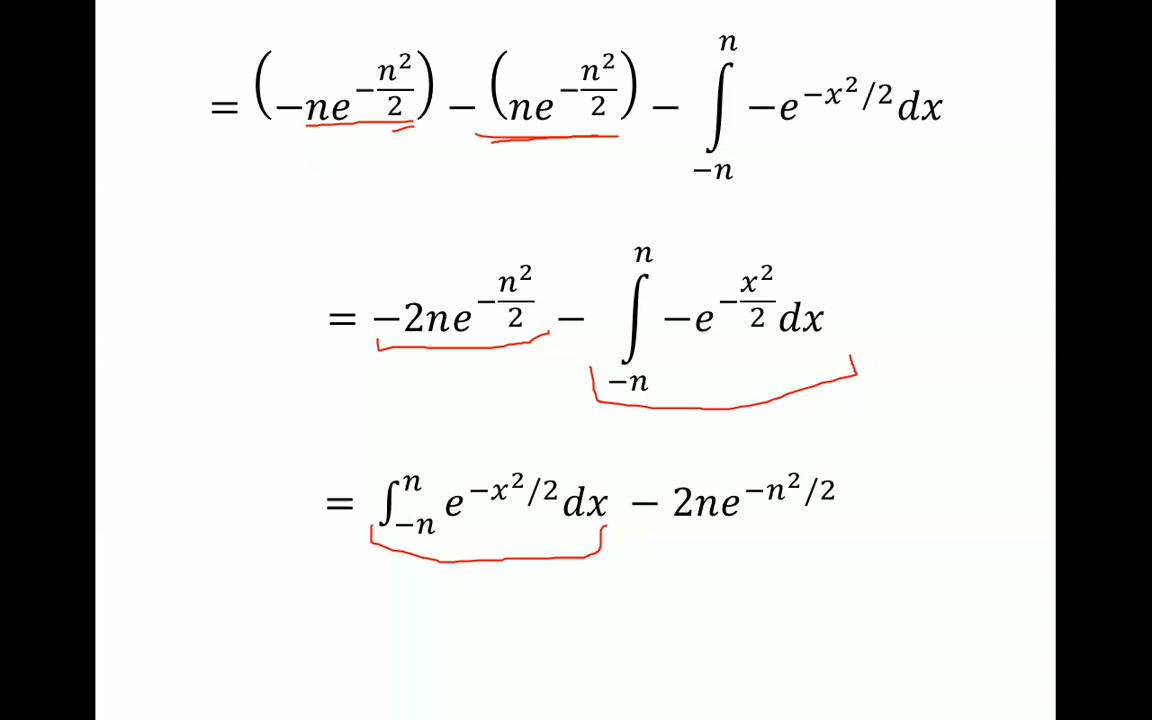 = (−ne^{−n²/2}) − (ne^{−n²/2}) − ∫_{−n}^{n} −e^{−x²/2}dx
= −2ne^{−n²/2} − ∫_{−n}^{n} −e^{−x²/2}dx
= ∫_{−n}^{n} e^{−x²/2}dx − 2ne^{−n²/2}